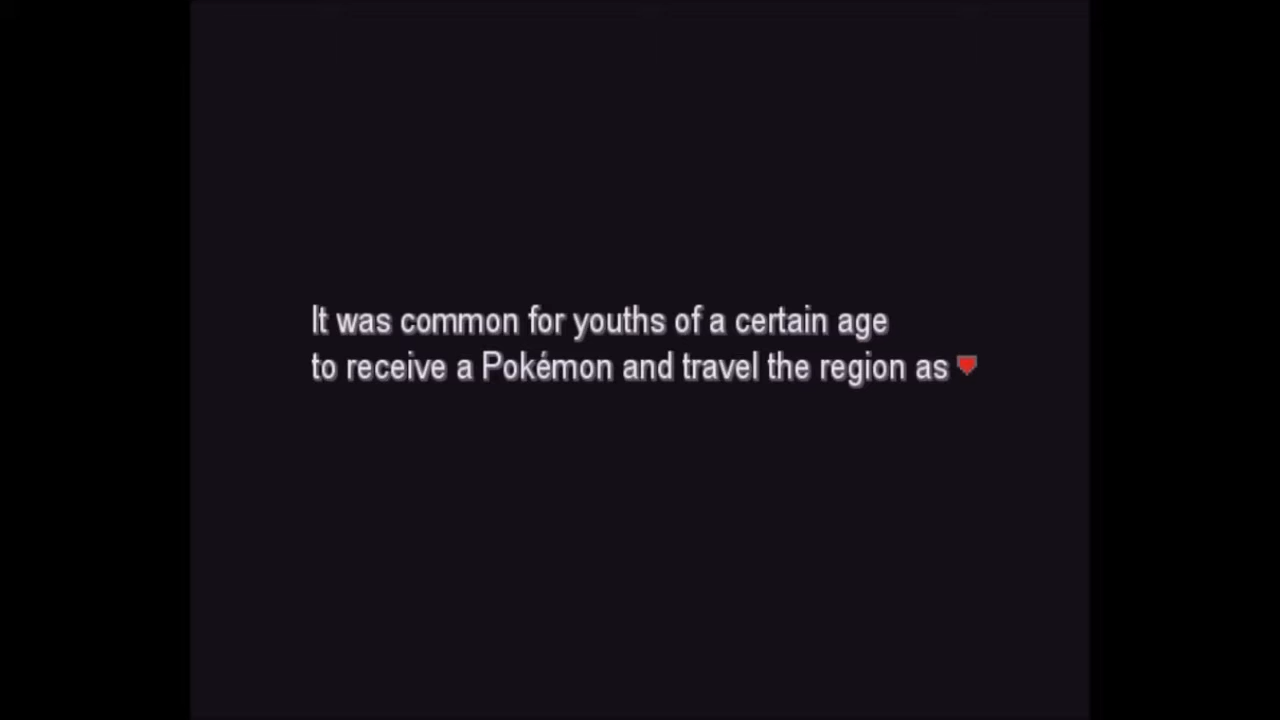 It was common for youths of a certain age
to receive a Pokémon and travel the region as